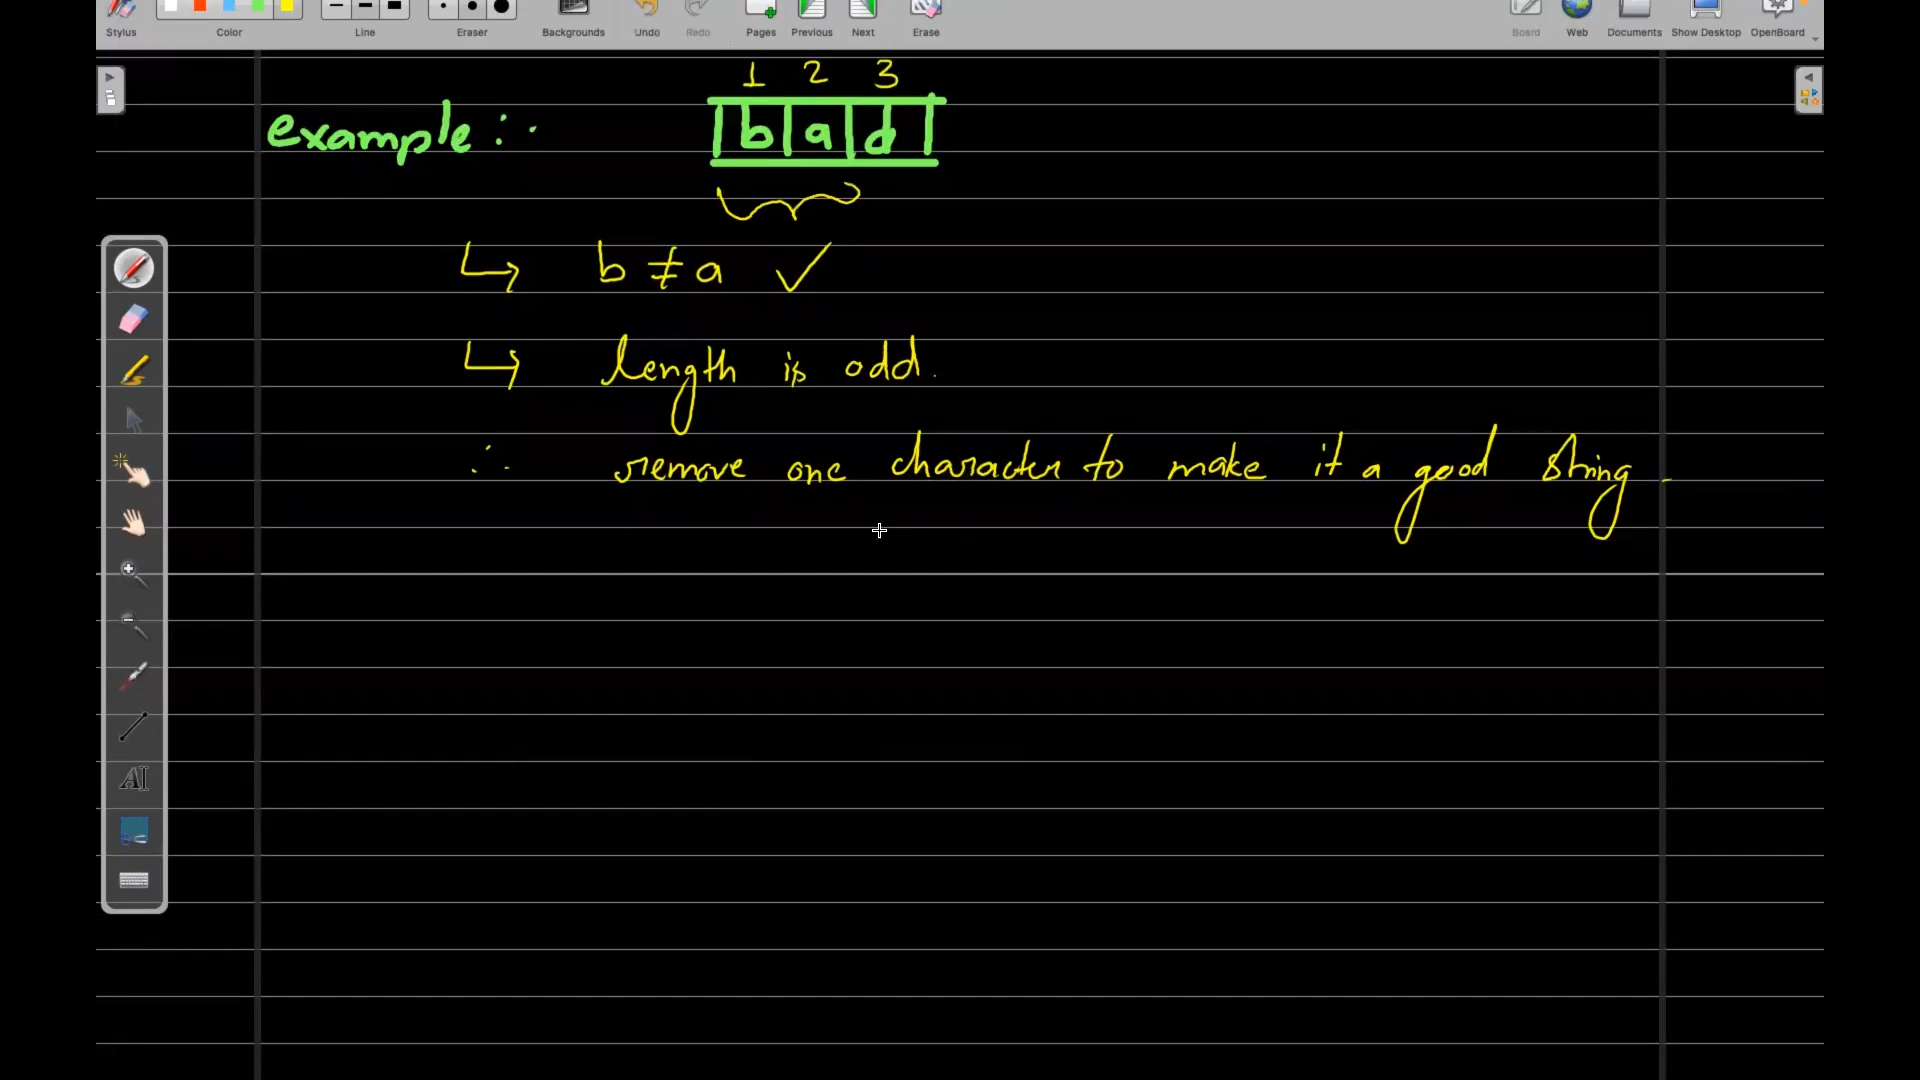 Stylus Color Line Eraser Backgrounds Undo Redo Pages Previous Next Erase Board Web Documents Show Desktop OpenBoard
1 2 3
example :. b a d
↳ b ≠ a ✓
↳ length is odd.
∴ remove one character to make it a good string.
AI